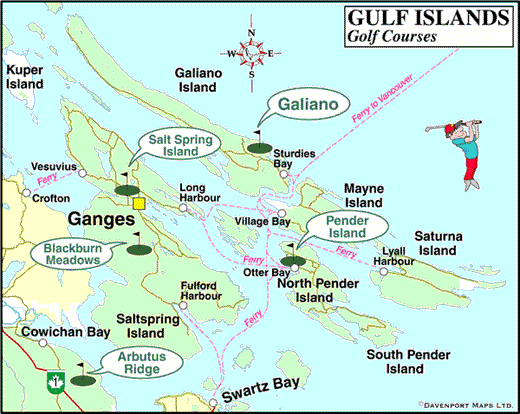 GULF ISLANDS
Golf Courses
Kuper
Island
N
W
E
S
Galiano
Island
Galiano
Ferry to Vancouver
Salt Spring
Island
Sturdies
Bay
Vesuvius
Ferry
Crofton
Long
Harbour
Mayne
Island
Ganges
Village Bay
Pender
Island
Saturna
Island
Blackburn
Meadows
Ferry
Ferry
Lyall
Harbour
Otter Bay
Fulford
Harbour
North Pender
Island
Saltspring
Island
Ferry
Cowichan Bay
South Pender
Island
Arbutus
Ridge
1
Swartz Bay
©DAVENPORT MAPS LTD.